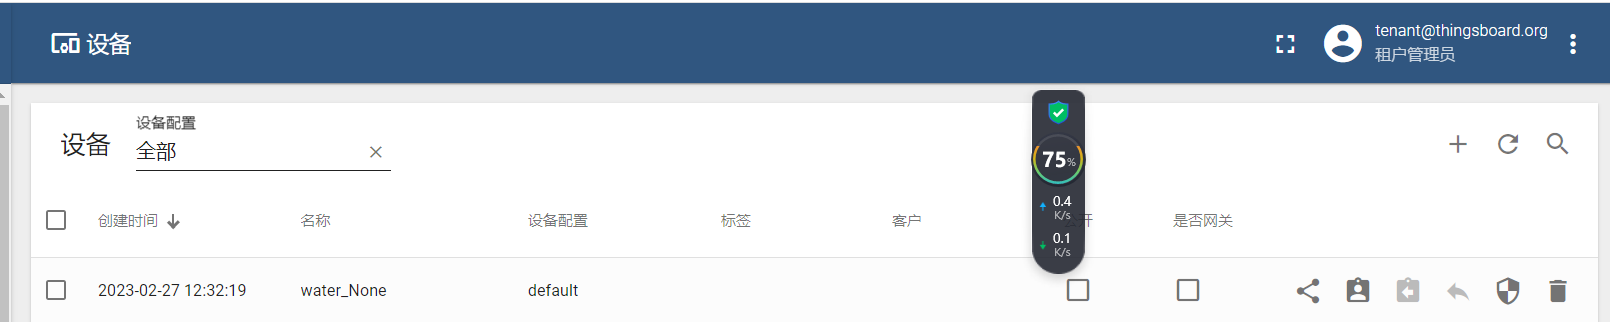 设备
tenant@thingsboard.org
租户管理员
设备
设备配置
全部
75%
0.4
K/s
0.1
K/s
创建时间 名称 设备配置 标签 客户 是否网关
2023-02-27 12:32:19 water_None default